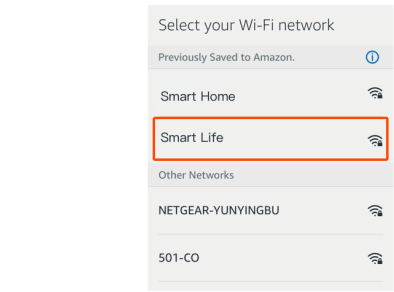 Select your Wi-Fi network
Previously Saved to Amazon.
Smart Home
Smart Life
Other Networks
NETGEAR-YUNYINGBU
501-CO